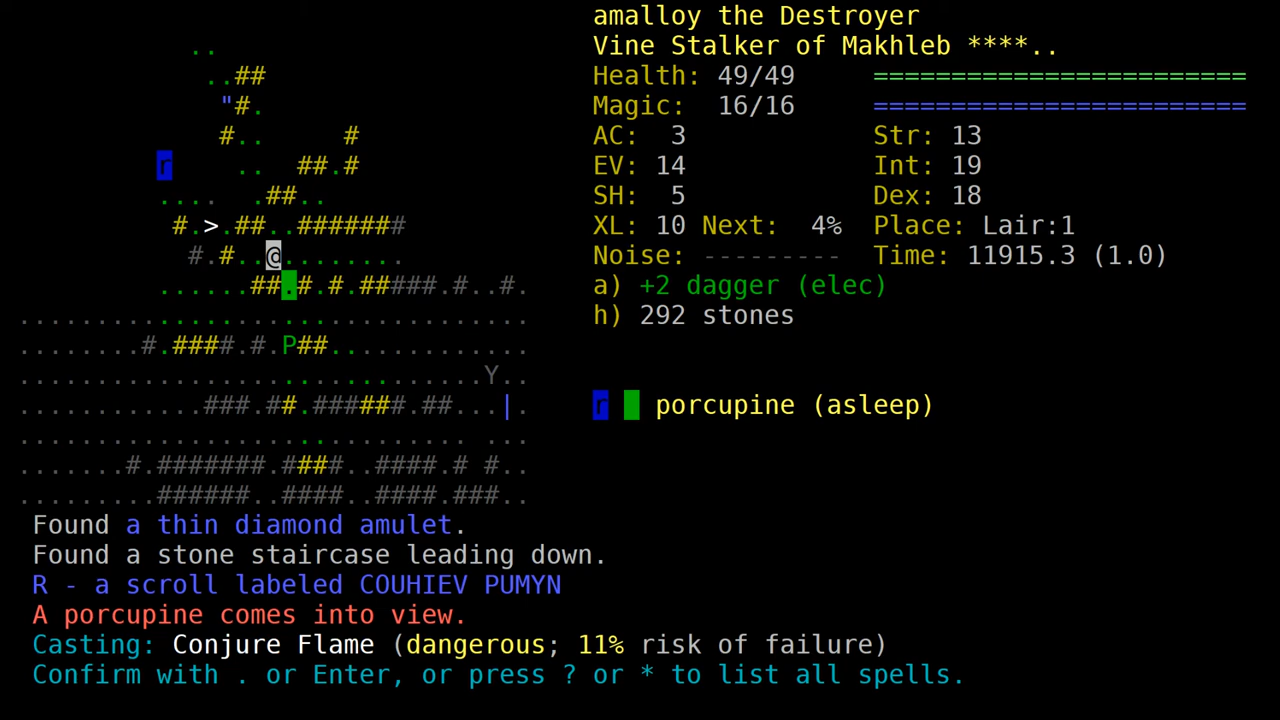 amalloy the Destroyer
Vine Stalker of Makhleb ****..
Health: 49/49 ========================
Magic: 16/16 ========================
AC: 3 Str: 13
EV: 14 Int: 19
SH: 5 Dex: 18
XL: 10 Next: 4% Place: Lair:1
Noise: --------- Time: 11915.3 (1.0)
a) +2 dagger (elec)
h) 292 stones
r porcupine (asleep)
..
..##
"#.
#.. #
r .. ##.#
.... .##..
#.>.##..#######
#.#..@........
......##.#.#.#####.#..#.
.................................
#.###.#.#.P##.............
..............................Y..
............###.##.#####.##...|.
............................. ...
.......#.######.###..####.# #..
.........######..####..####.###..
Found a thin diamond amulet.
Found a stone staircase leading down.
R - a scroll labeled COUHIEV PUMYN
A porcupine comes into view.
Casting: Conjure Flame (dangerous; 11% risk of failure)
Confirm with . or Enter, or press ? or * to list all spells.